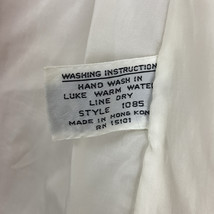 WASHING INSTRUCTION
HAND WASH IN
LUKE WARM WATER
LINE DRY
STYLE 1085
MADE IN HONG KONG
RN 15101